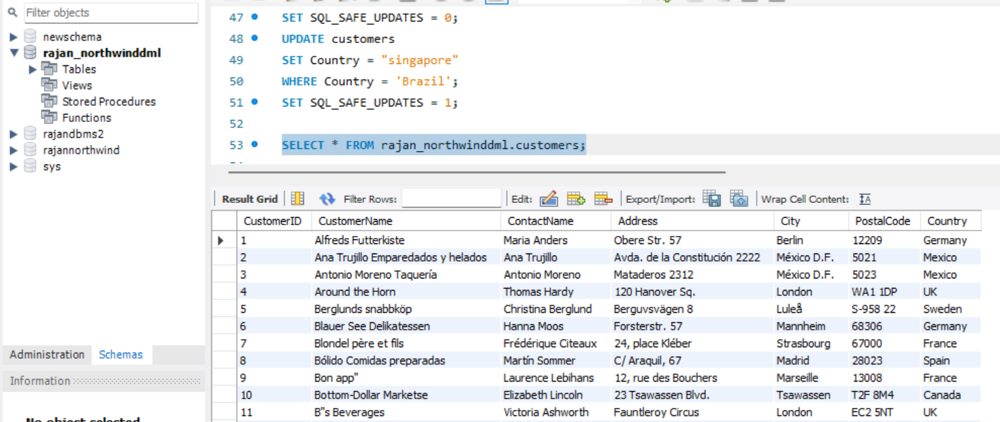 Filter objects
newschema
rajan_northwinddml
Tables
Views
Stored Procedures
Functions
rajandbms2
rajannorthwind
sys
Administration Schemas
Information
No object selected
47 SET SQL_SAFE_UPDATES = 0;
48 UPDATE customers
49 SET Country = "singapore"
50 WHERE Country = 'Brazil';
51 SET SQL_SAFE_UPDATES = 1;
52
53 SELECT * FROM rajan_northwinddml.customers;
Result Grid Filter Rows: Edit: Export/Import: Wrap Cell Content: IA
CustomerID CustomerName ContactName Address City PostalCode Country
1 Alfreds Futterkiste Maria Anders Obere Str. 57 Berlin 12209 Germany
2 Ana Trujillo Emparedados y helados Ana Trujillo Avda. de la Constitución 2222 México D.F. 5021 Mexico
3 Antonio Moreno Taquería Antonio Moreno Mataderos 2312 México D.F. 5023 Mexico
4 Around the Horn Thomas Hardy 120 Hanover Sq. London WA1 1DP UK
5 Berglunds snabbköp Christina Berglund Berguvsvägen 8 Luleå S-958 22 Sweden
6 Blauer See Delikatessen Hanna Moos Forsterstr. 57 Mannheim 68306 Germany
7 Blondel père et fils Frédérique Citeaux 24, place Kléber Strasbourg 67000 France
8 Bólido Comidas preparadas Martín Sommer C/ Araquil, 67 Madrid 28023 Spain
9 Bon app" Laurence Lebihans 12, rue des Bouchers Marseille 13008 France
10 Bottom-Dollar Marketse Elizabeth Lincoln 23 Tsawassen Blvd. Tsawassen T2F 8M4 Canada
11 B"s Beverages Victoria Ashworth Fauntleroy Circus London EC2 5NT UK